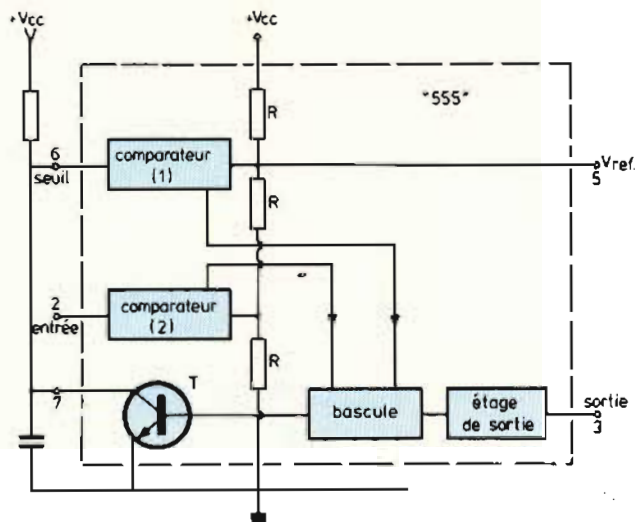 +Vcc
+Vcc
"555"
R
6
seuil
comparateur
(1)
Vref.
5
R
2
entrée
comparateur
(2)
R
T
7
bascule
étage
de sortie
sortie
3